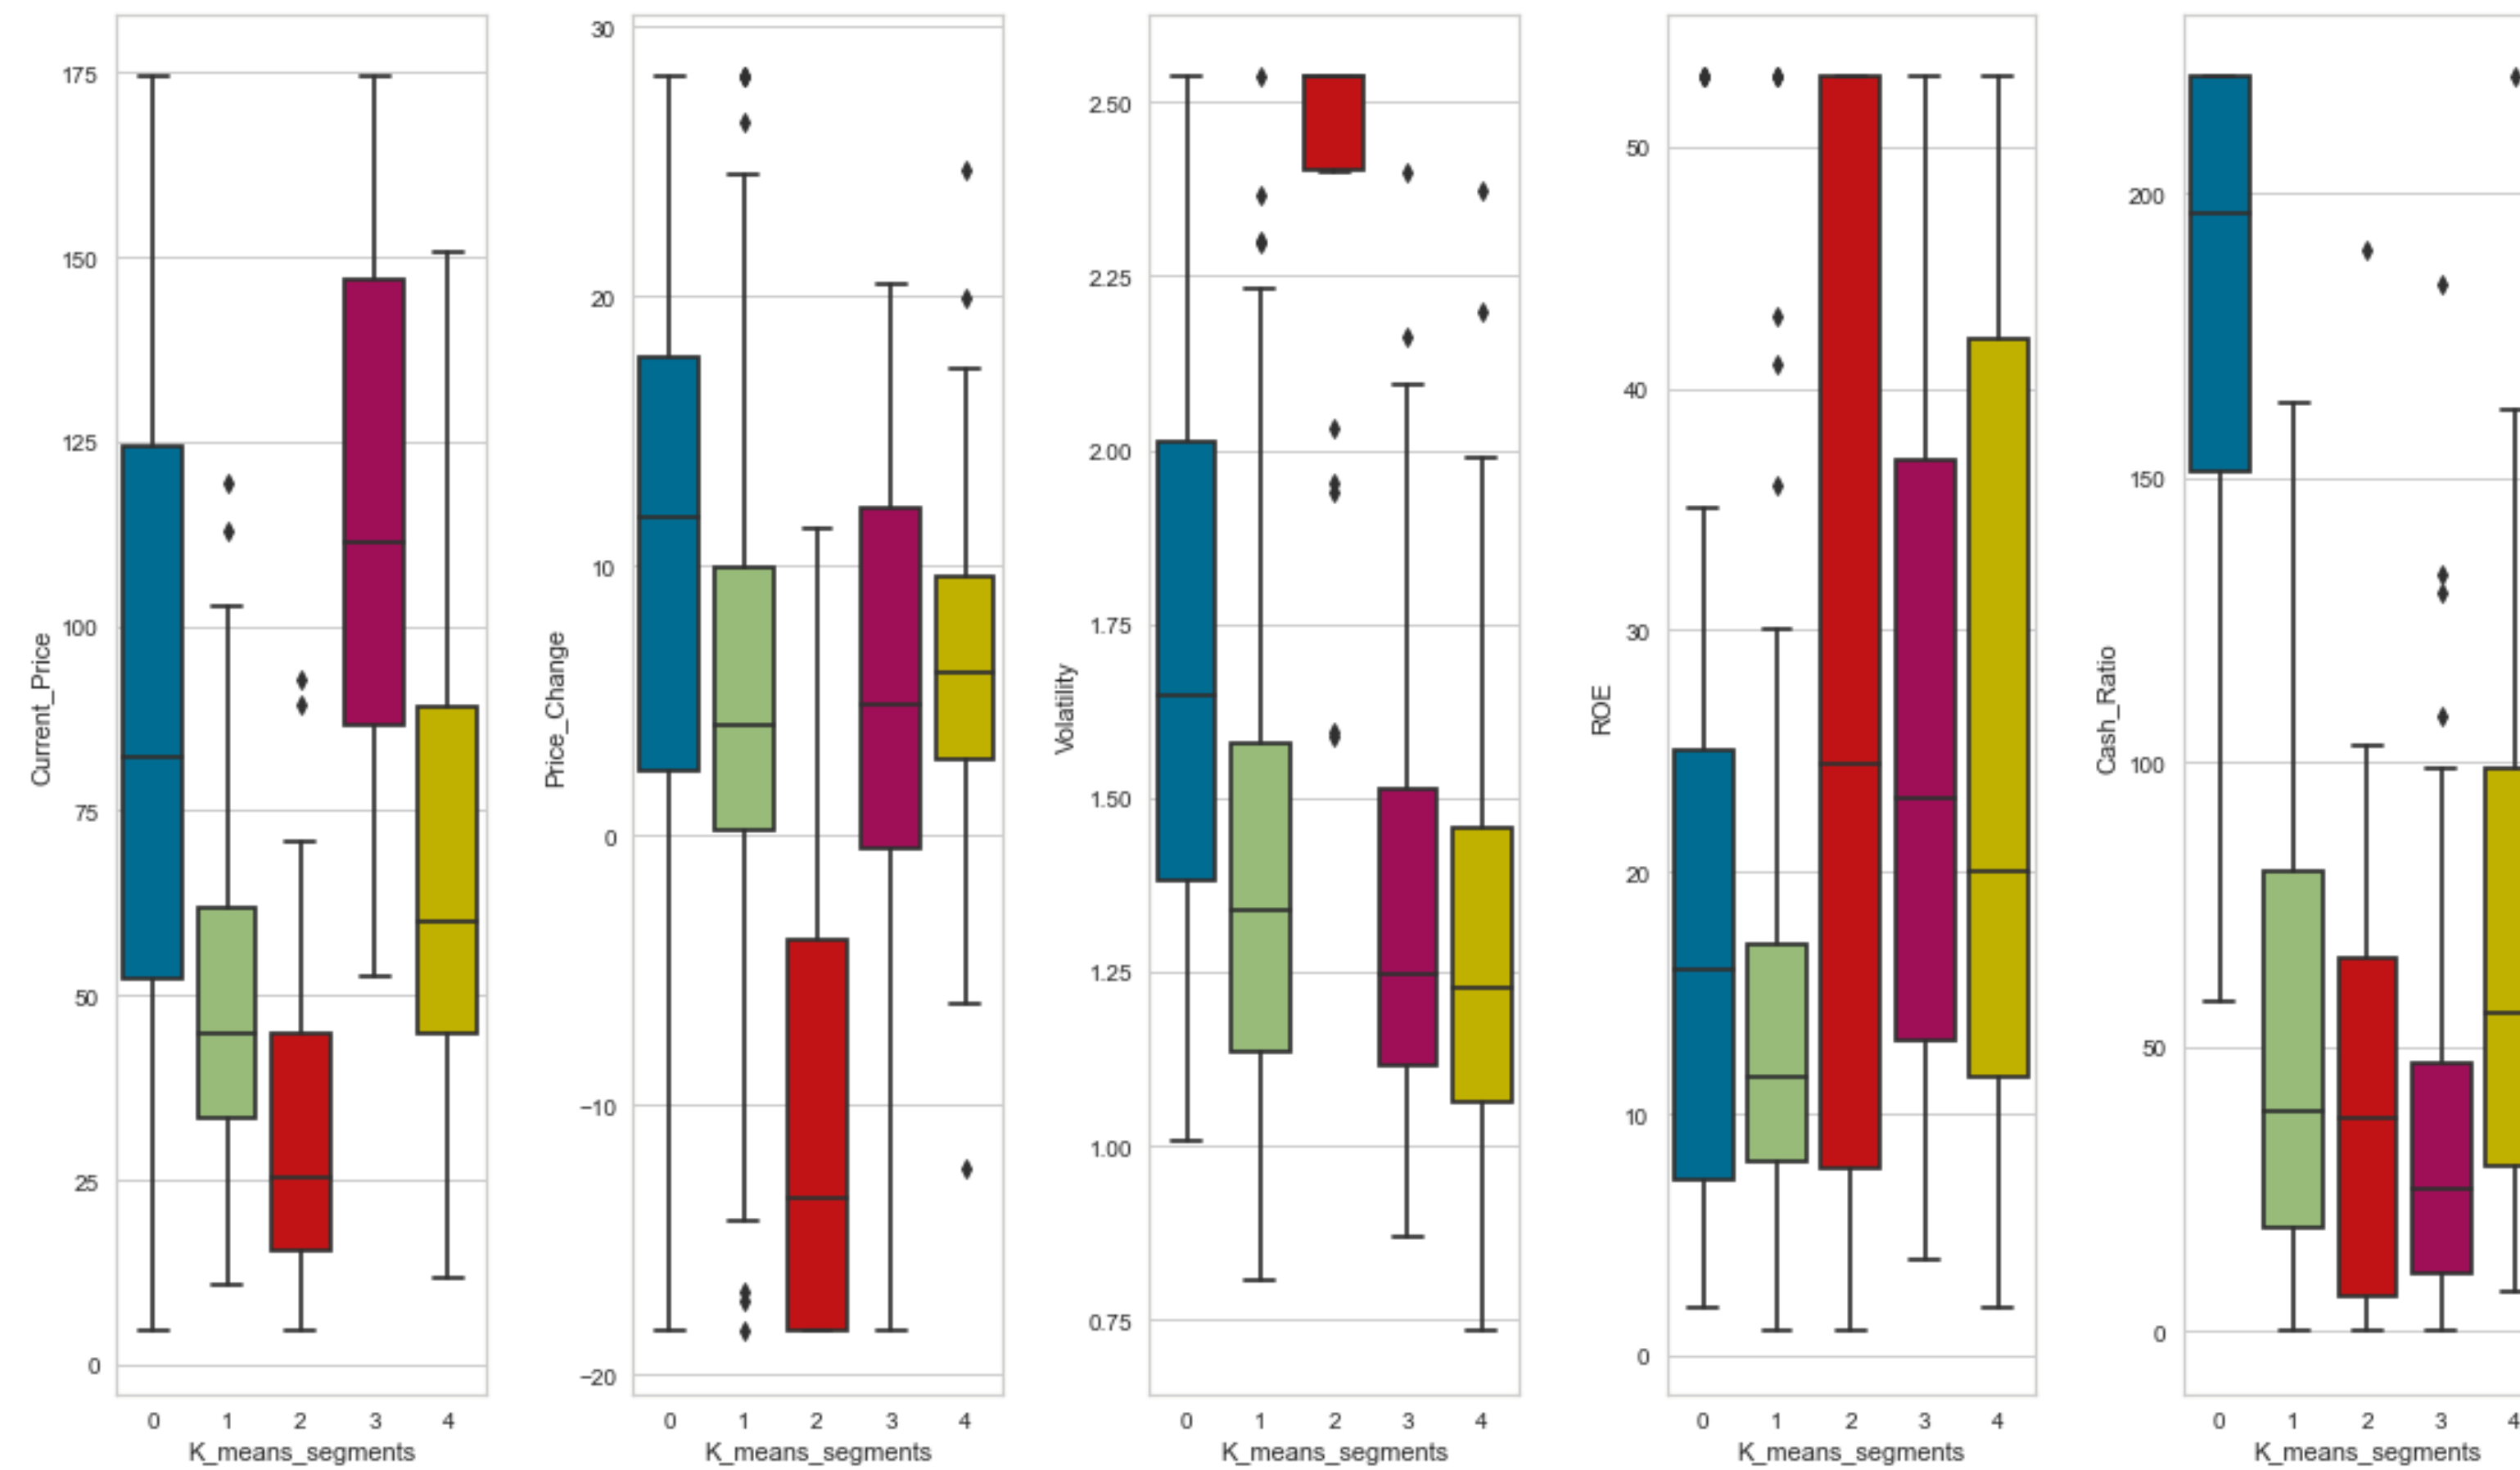 Current_Price
175
150
125
100
75
50
25
0
0 1 2 3 4
K_means_segments
Price_Change
30
20
10
0
−10
−20
0 1 2 3 4
K_means_segments
Volatility
2.50
2.25
2.00
1.75
1.50
1.25
1.00
0.75
0 1 2 3 4
K_means_segments
ROE
50
40
30
20
10
0
0 1 2 3 4
K_means_segments
Cash_Ratio
200
150
100
50
0
0 1 2 3 4
K_means_segments